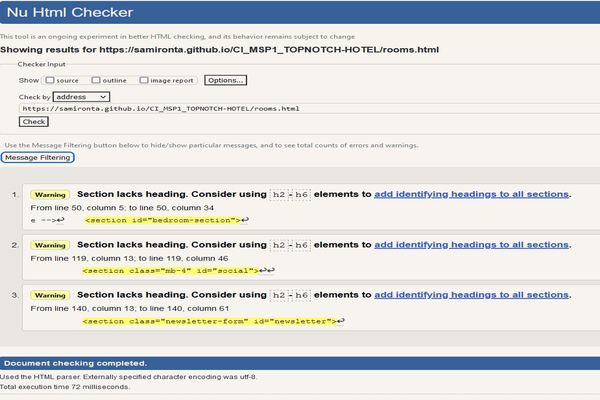 Nu Html Checker
This tool is an ongoing experiment in better HTML checking, and its behavior remains subject to change
Showing results for https://samironta.github.io/CI_MSP1_TOPNOTCH-HOTEL/rooms.html
Checker Input
Show source outline image report Options...
Check by address
https://samironta.github.io/CI_MSP1_TOPNOTCH-HOTEL/rooms.html
Check
Use the Message Filtering button below to hide/show particular messages, and to see total counts of errors and warnings.
Message Filtering
1. Warning Section lacks heading. Consider using h2-h6 elements to add identifying headings to all sections.
From line 50, column 5; to line 50, column 34
e -->↩ <section id="bedroom-section">↩
2. Warning Section lacks heading. Consider using h2-h6 elements to add identifying headings to all sections.
From line 119, column 13; to line 119, column 46
<section class="mb-4" id="social">↩↩
3. Warning Section lacks heading. Consider using h2-h6 elements to add identifying headings to all sections.
From line 140, column 13; to line 140, column 61
<section class="newsletter-form" id="newsletter">↩
Document checking completed.
Used the HTML parser. Externally specified character encoding was utf-8.
Total execution time 72 milliseconds.